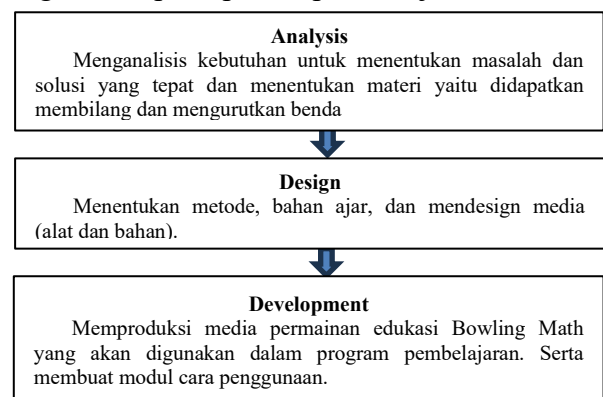 Analysis
Menganalisis kebutuhan untuk menentukan masalah dan
solusi yang tepat dan menentukan materi yaitu didapatkan
membilang dan mengurutkan benda
Design
Menentukan metode, bahan ajar, dan mendesign media
(alat dan bahan).
Development
Memproduksi media permainan edukasi Bowling Math
yang akan digunakan dalam program pembelajaran. Serta
membuat modul cara penggunaan.